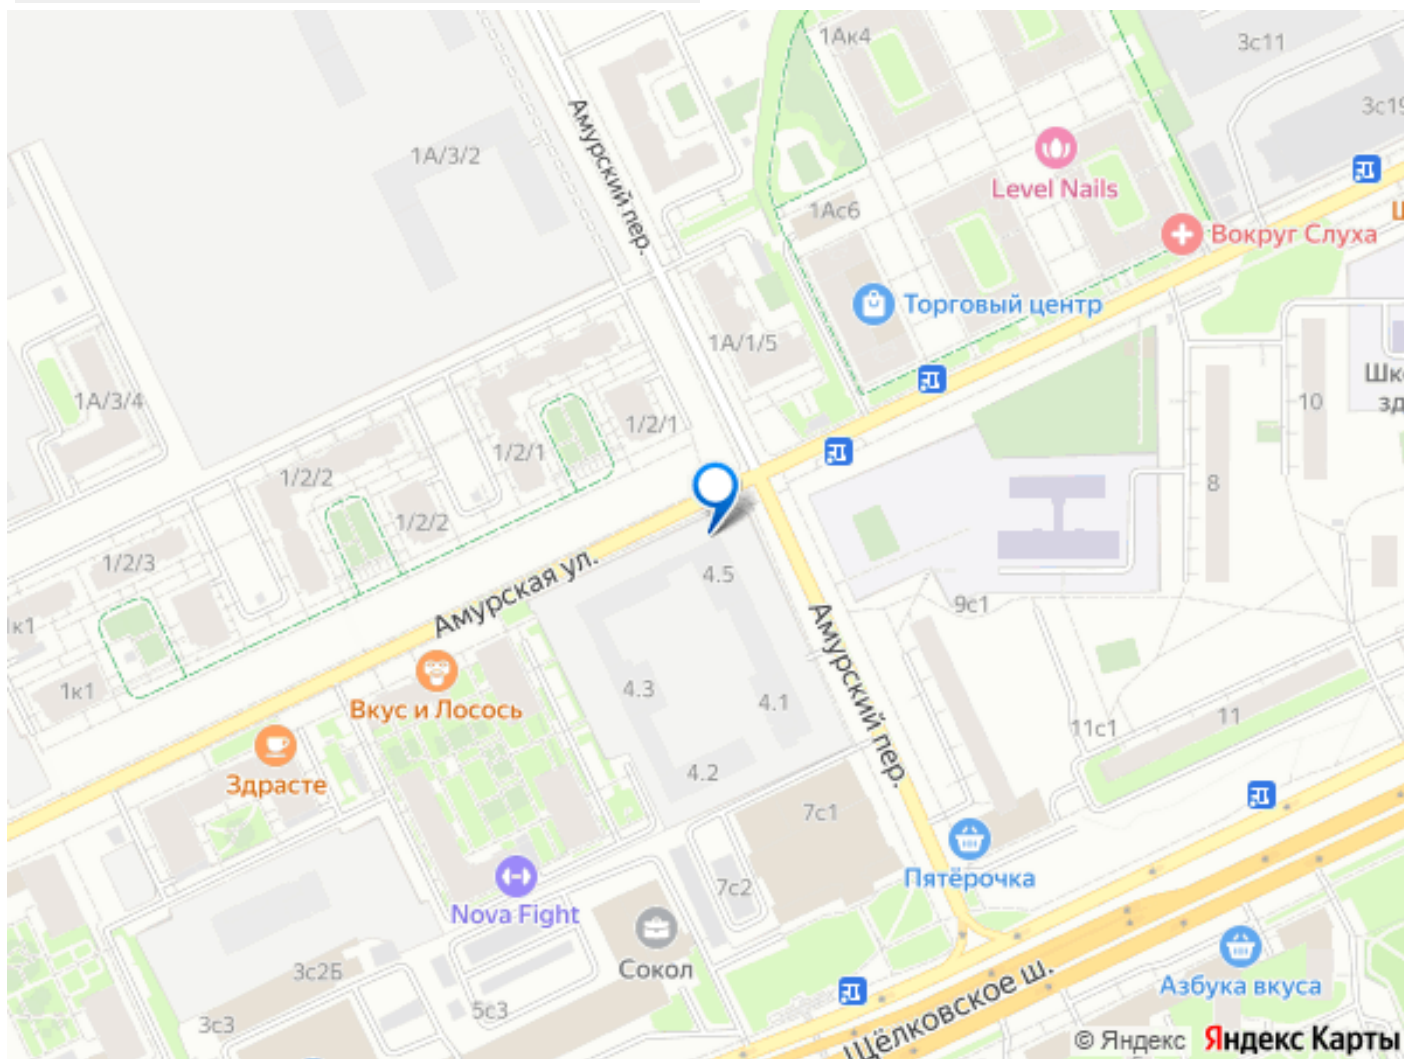 1Ак4
3с11
3с19
Амурский пер.
1А/3/2
Level Nails
1Ас6
Вокруг Слуха
Торговый центр
1А/1/5
1А/3/4
1/2/1
1/2/1
10
1/2/2
8
1/2/2
1/2/3
Амурская ул.
4.5
9с1
к1
1к1
4.3
4.1
Амурский пер.
Вкус и Лосось
11с1
11
Здрасте
4.2
7с1
Пятёрочка
7с2
Nova Fight
Сокол
3с25
5с3
3с3
Щёлковское ш.
Азбука вкуса
© Яндекс Яндекс Карты